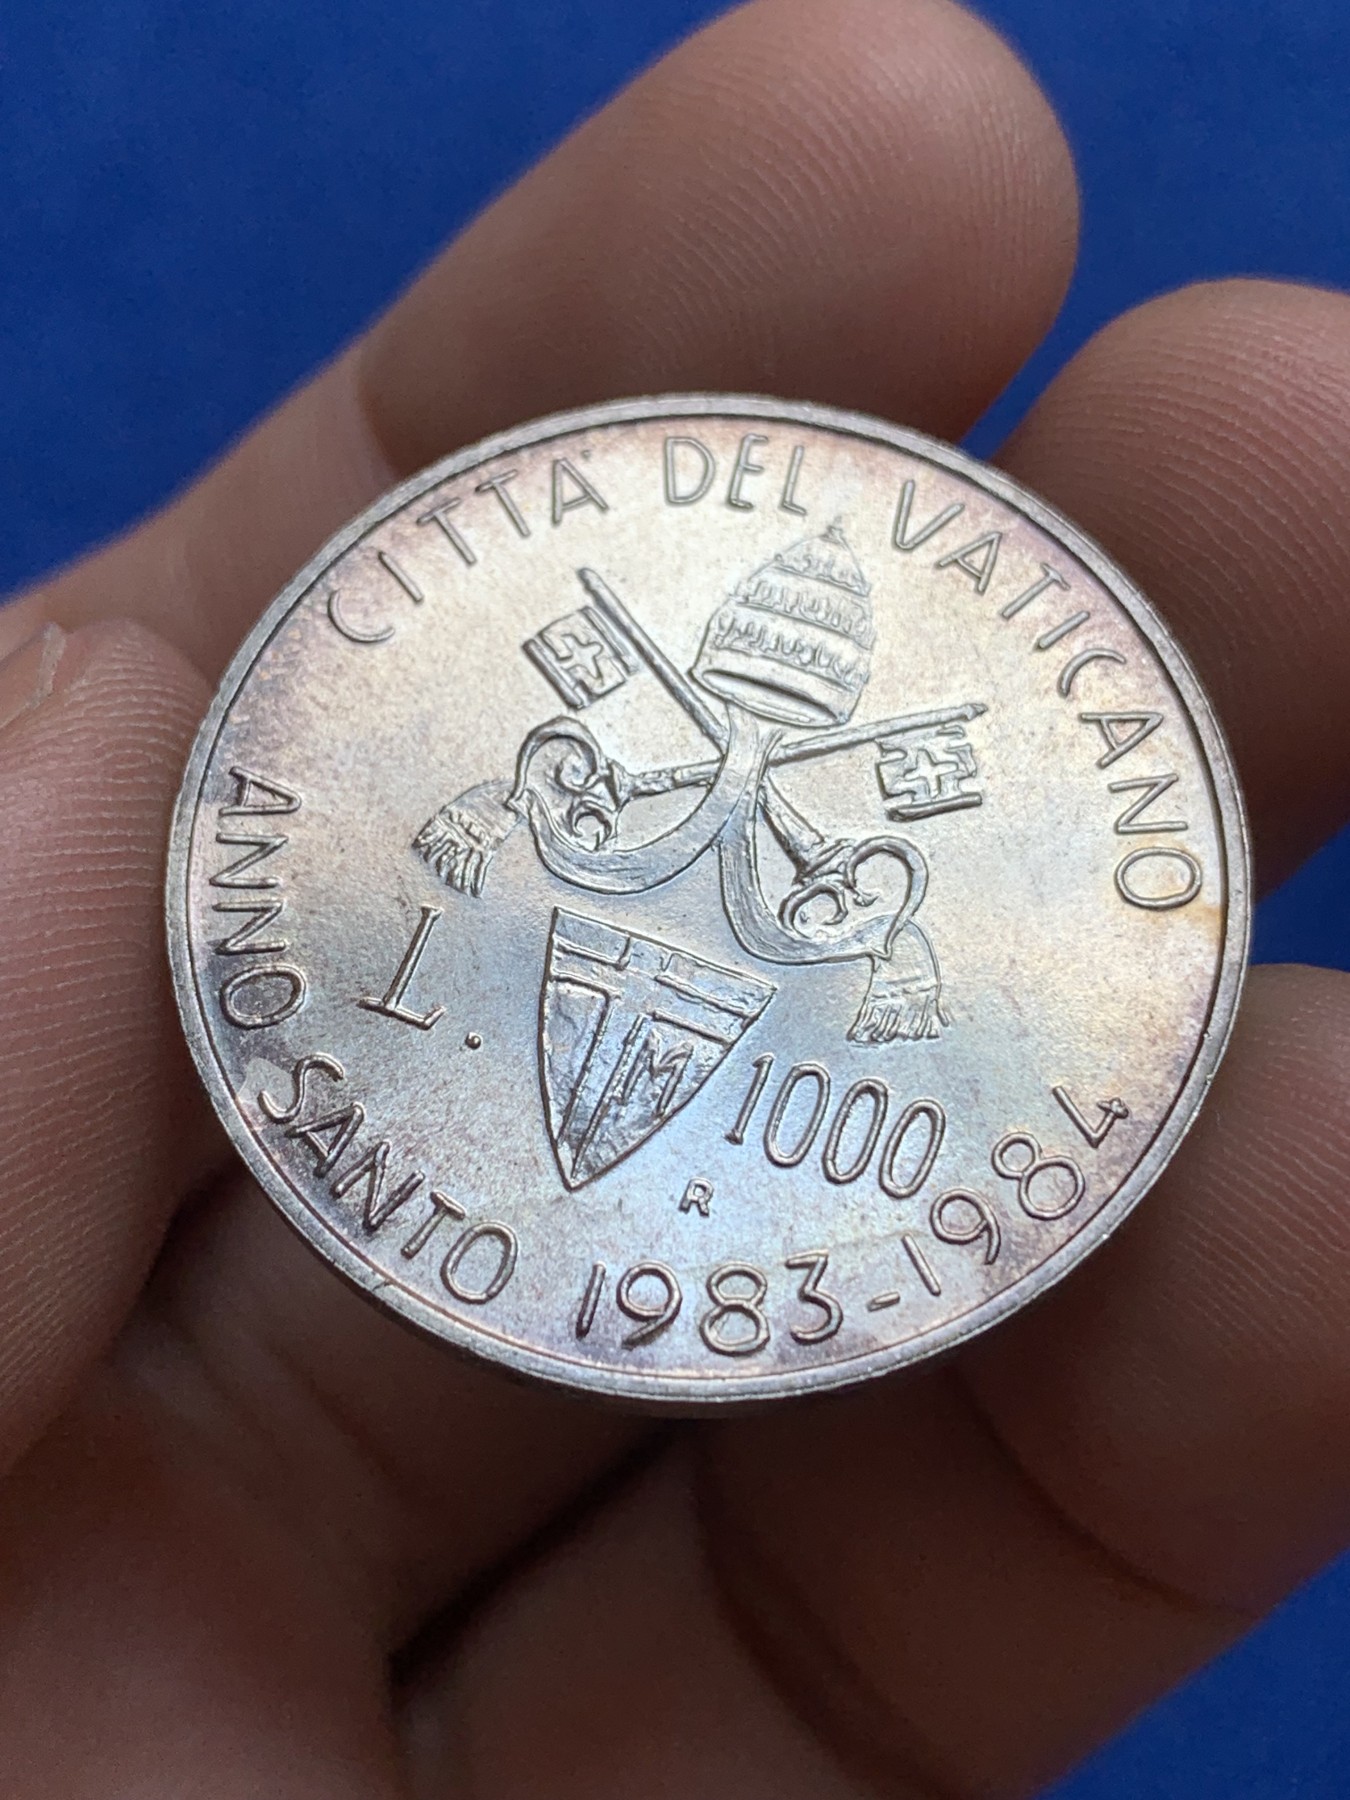 CITTA' DEL VATICANO
L. 1000
M
R
ANNO SANTO 1983-1984